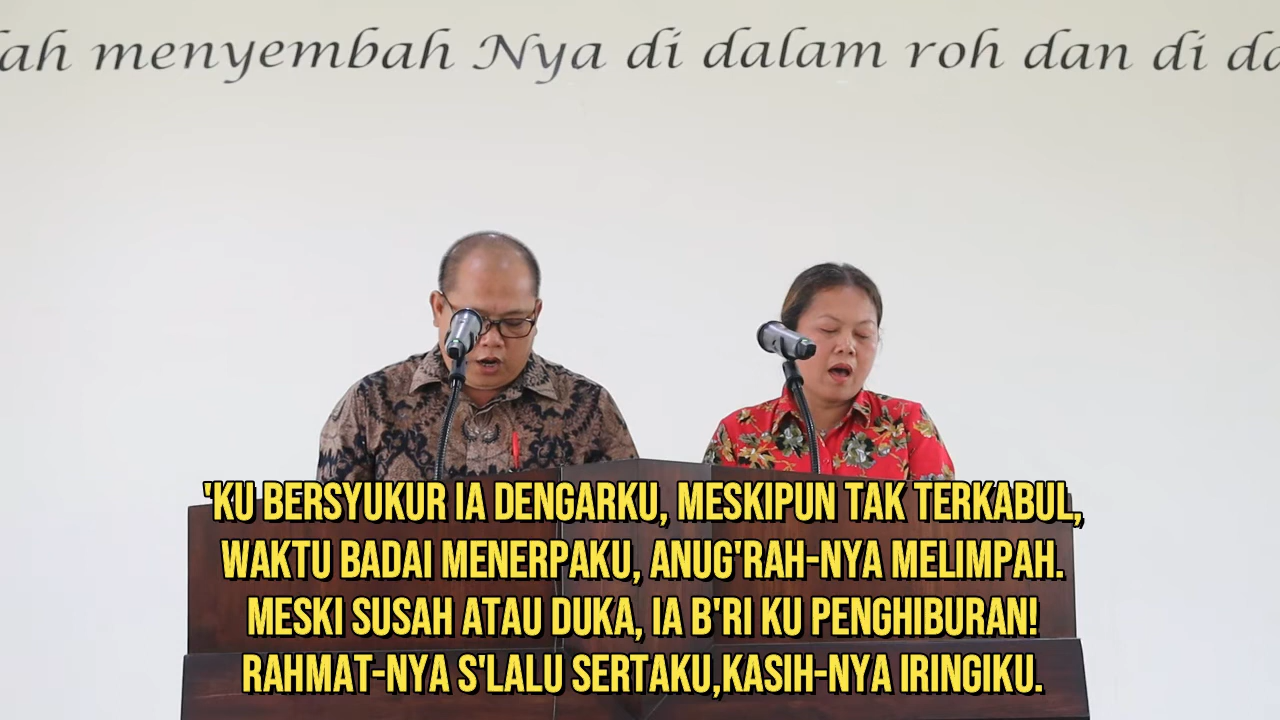 ah menyembah Nya di dalam roh dan di da
'KU BERSYUKUR IA DENGARKU, MESKIPUN TAK TERKABUL,
WAKTU BADAI MENERPAKU, ANUG'RAH-NYA MELIMPAH.
MESKI SUSAH ATAU DUKA, IA B'RI KU PENGHIBURAN!
RAHMAT-NYA S'LALU SERTAKU,KASIH-NYA IRINGIKU.